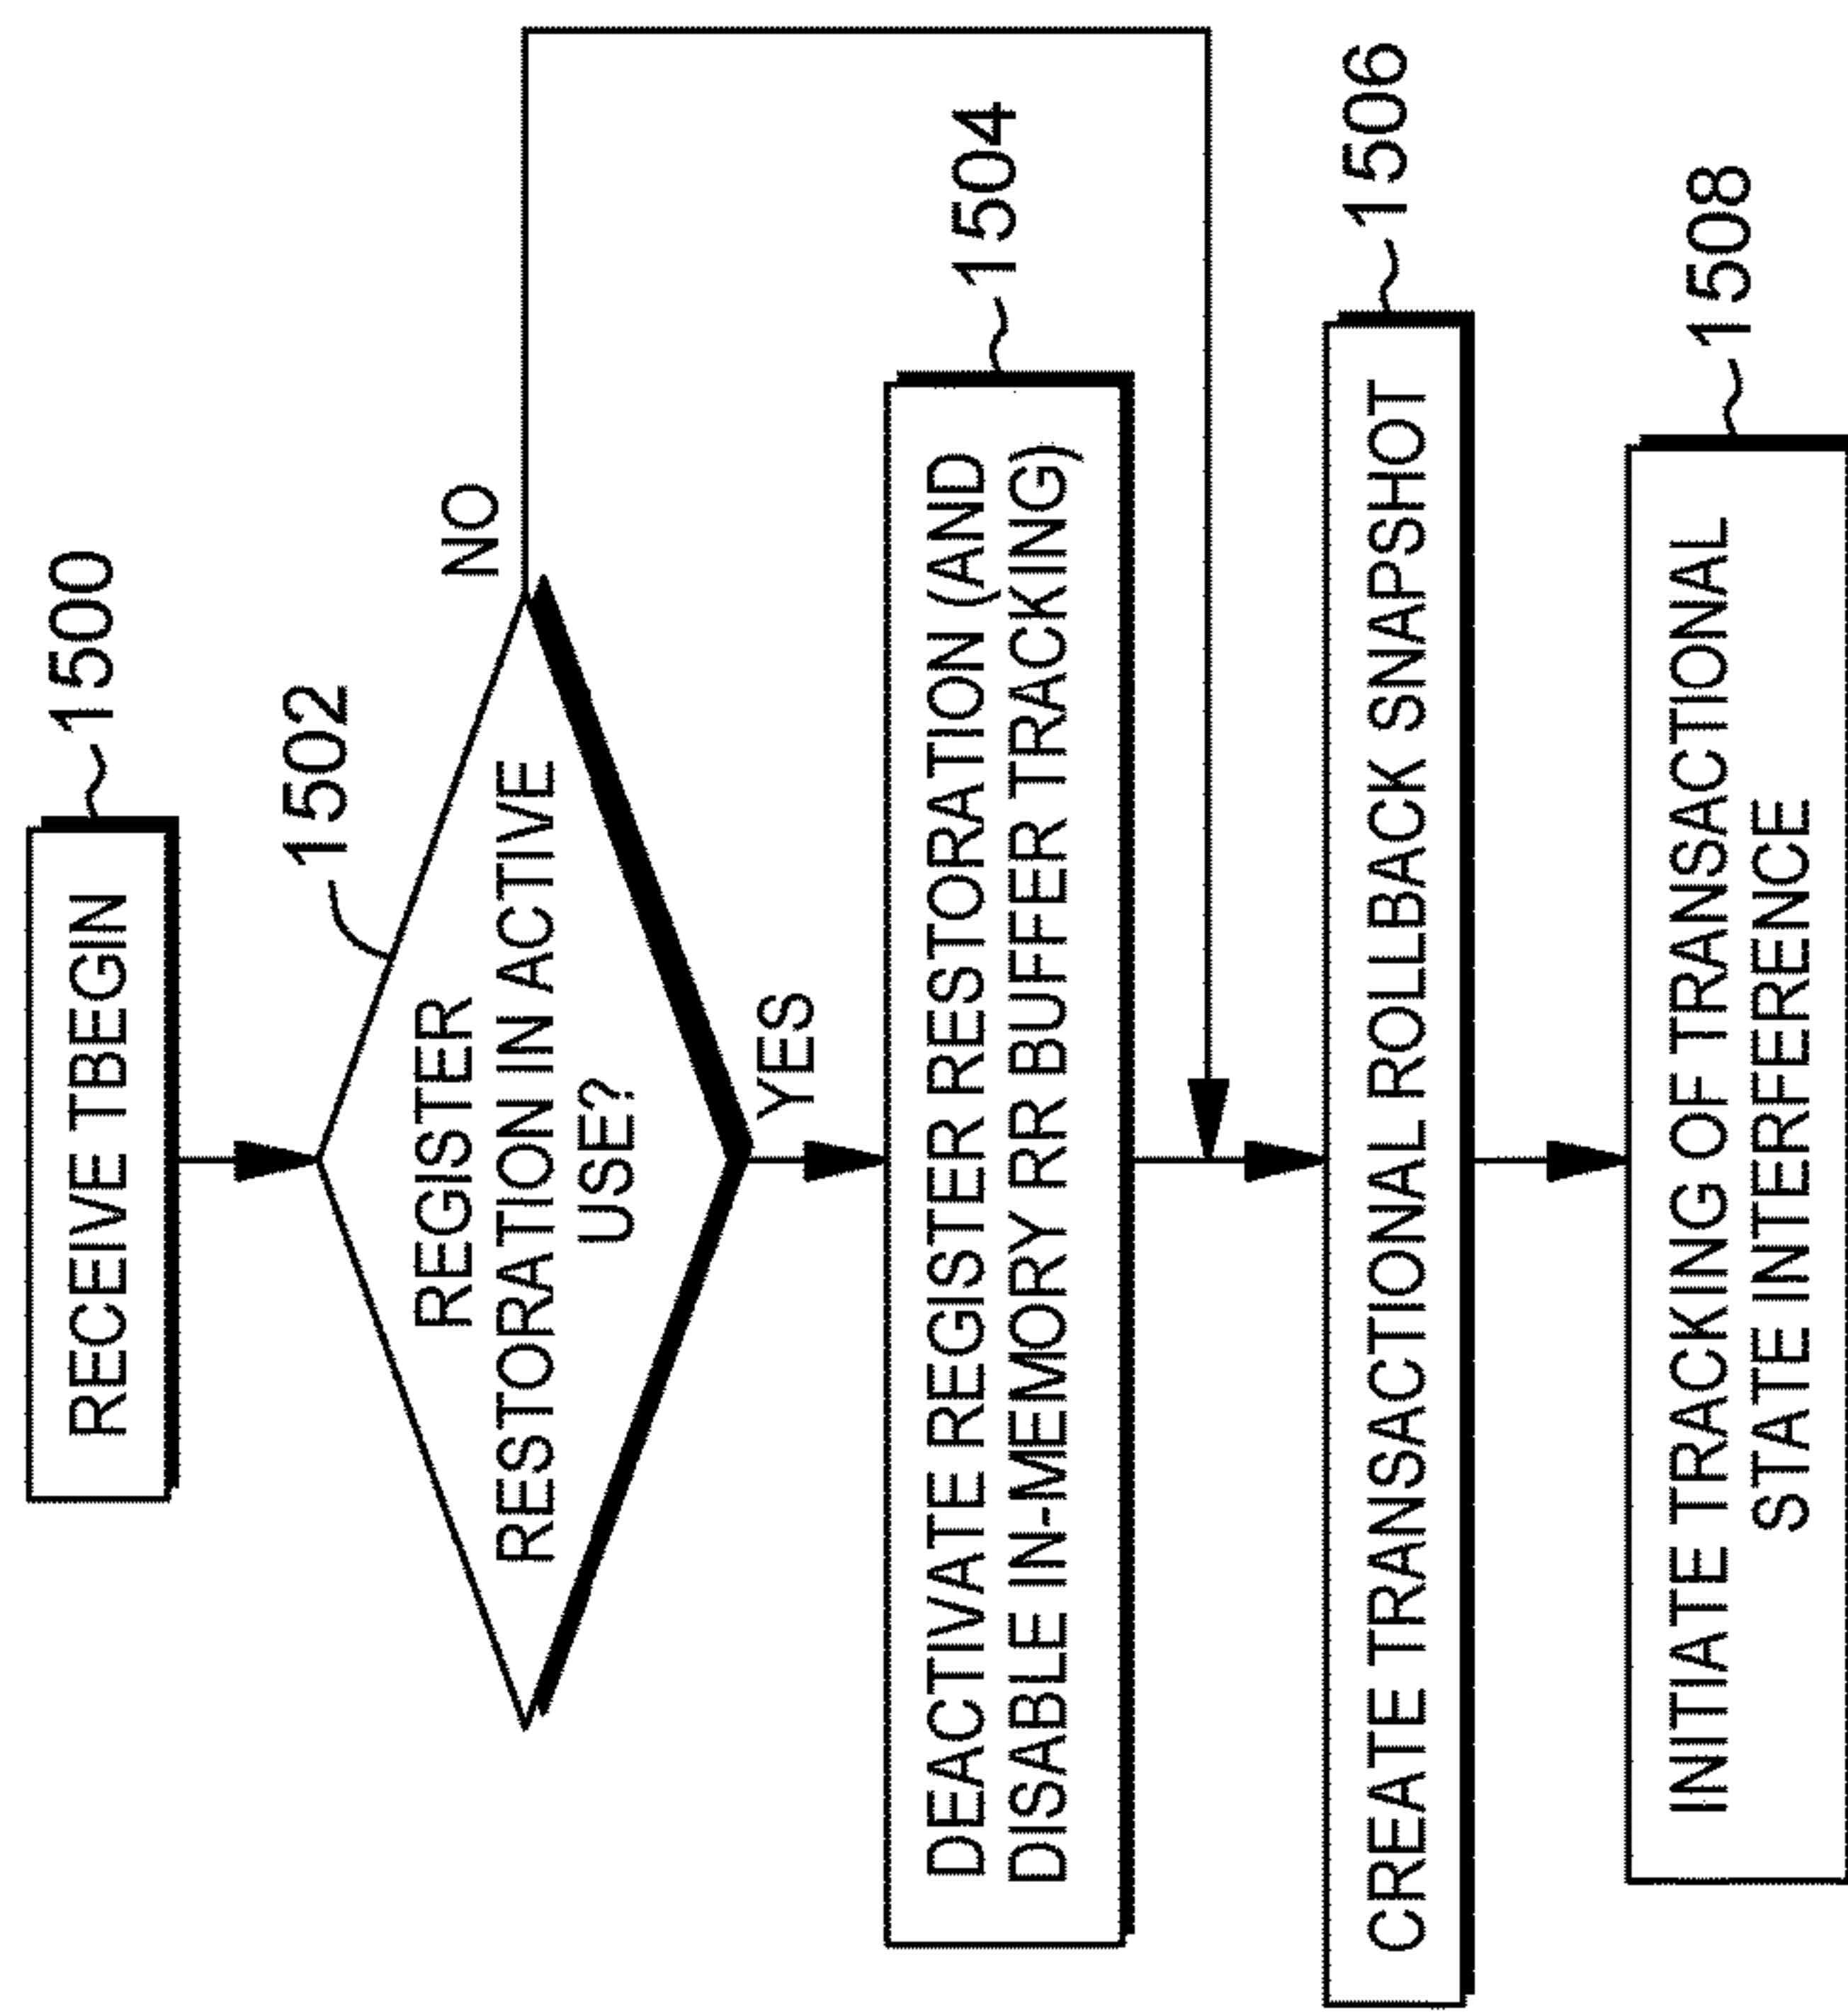 RECEIVE TBEGIN
1500
1502
REGISTER
RESTORATION IN ACTIVE
USE?
NO
YES
DEACTIVATE REGISTER RESTORATION (AND
DISABLE IN-MEMORY RR BUFFER TRACKING)
1504
CREATE TRANSACTIONAL ROLLBACK SNAPSHOT
1506
INITIATE TRACKING OF TRANSACTIONAL
STATE INTERFERENCE
1508